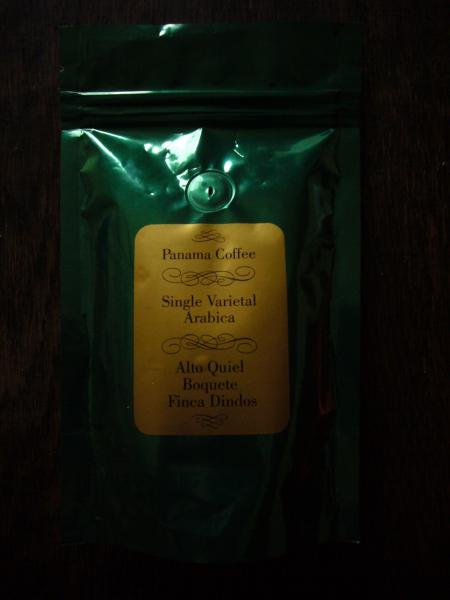 Panama Coffee
Single Varietal
Arabica
Alto Quiel
Boquete
Finca Dindos